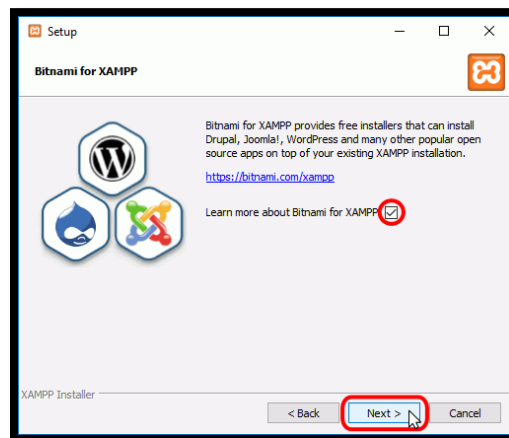 Setup
Bitnami for XAMPP
Bitnami for XAMPP provides free installers that can install
Drupal, Joomla!, WordPress and many other popular open
source apps on top of your existing XAMPP installation.
https://bitnami.com/xampp
Learn more about Bitnami for XAMPP
XAMPP Installer
< Back
Next >
Cancel